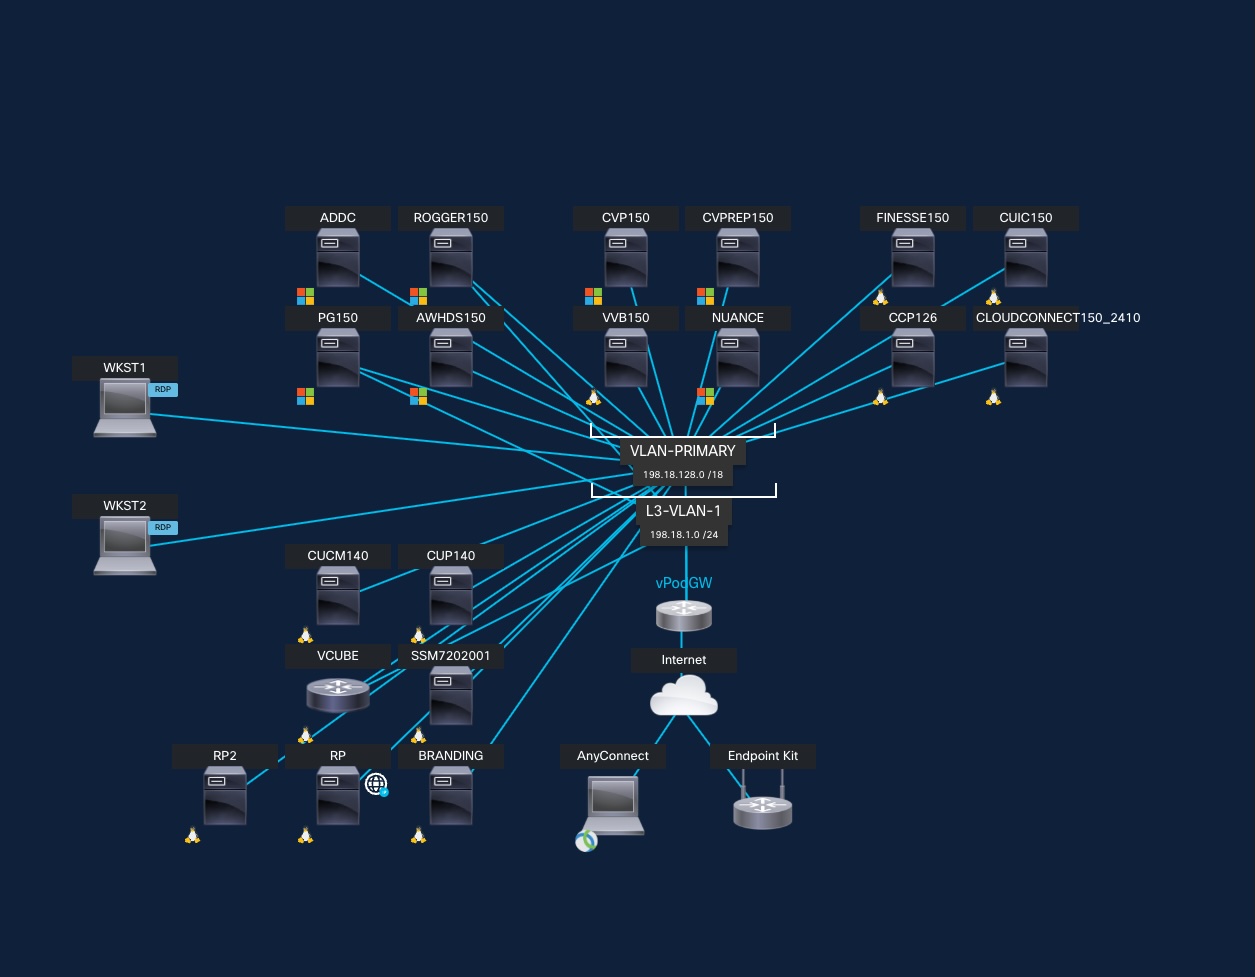 ADDC
ROGGER150
CVP150
CVPREP150
FINESSE150
CUIC150
PG150
AWHDS150
VVB150
NUANCE
CCP126
CLOUDCONNECT150_2410
WKST1
RDP
VLAN-PRIMARY
198.18.128.0 /18
WKST2
RDP
L3-VLAN-1
198.18.1.0 /24
CUCM140
CUP140
vPodGW
VCUBE
SSM7202001
Internet
RP2
RP
BRANDING
AnyConnect
Endpoint Kit